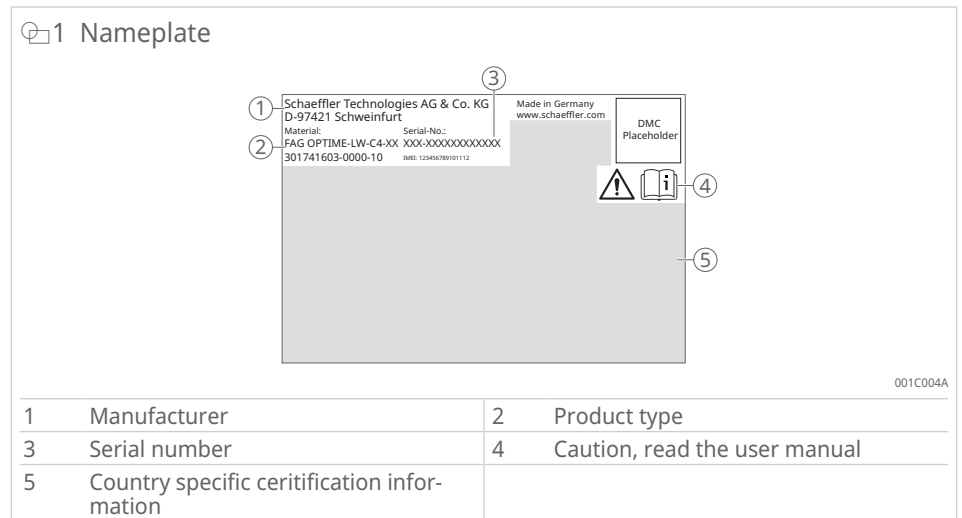 1 Nameplate
3
1
Schaeffler Technologies AG & Co. KG
D-97421 Schweinfurt
Made in Germany
www.schaeffler.com
DMC
Placeholder
Material:
Serial-No.:
2
FAG OPTIME-LW-C4-XX XXX-XXXXXXXXXXXX
301741603-0000-10
IMEI: 123456789101112
4
5
001C004A
1 Manufacturer 2 Product type
3 Serial number 4 Caution, read the user manual
5 Country specific ceritification infor-
mation